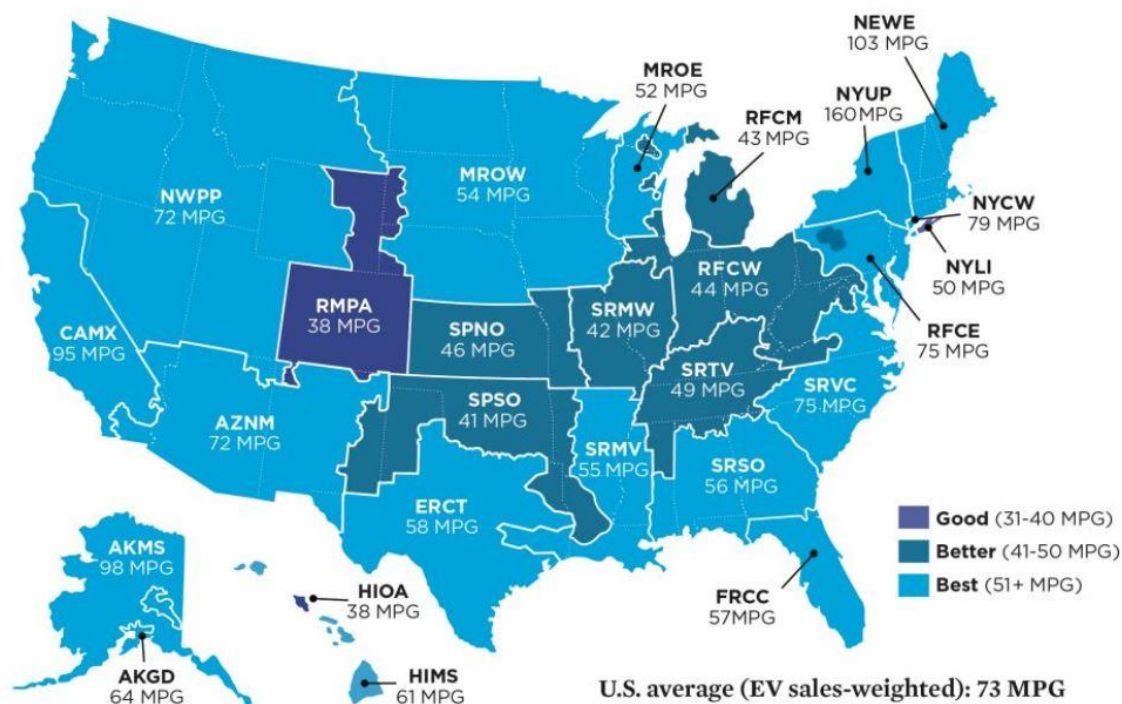 NEWE
103 MPG
MROE
52 MPG
NYUP
160 MPG
RFCM
43 MPG
NWPP
72 MPG
MROW
54 MPG
NYCW
79 MPG
NYLI
50 MPG
RFCW
44 MPG
RMPA
38 MPG
SRMW
42 MPG
CAMX
95 MPG
SPNO
46 MPG
RFCE
75 MPG
SRTV
49 MPG
SRVC
75 MPG
SPSO
41 MPG
AZNM
72 MPG
SRMV
55 MPG
SRSO
56 MPG
ERCT
58 MPG
Good (31-40 MPG)
Better (41-50 MPG)
Best (51+ MPG)
AKMS
98 MPG
HIOA
38 MPG
FRCC
57MPG
AKGD
64 MPG
HIMS
61 MPG
U.S. average (EV sales-weighted): 73 MPG